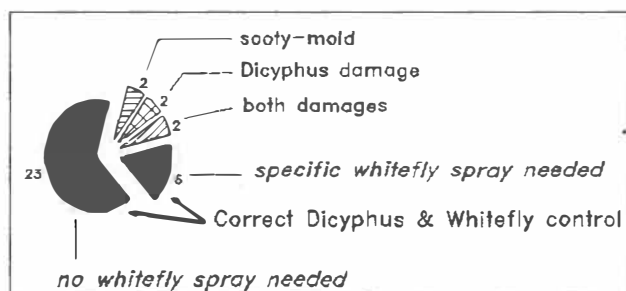 sooty-mold
2
Dicyphus damage
2
both damages
2
23
specific whitefly spray needed
6
Correct Dicyphus & Whitefly control
no whitefly spray needed